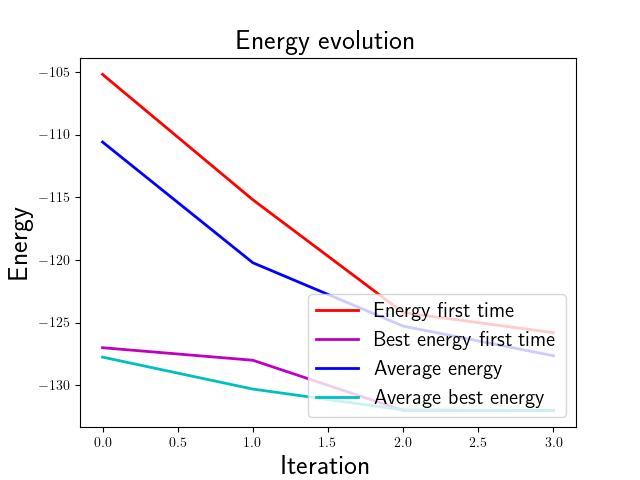 Energy evolution
−105
−110
−115
−120
−125
−130
Energy
Energy first time
Best energy first time
Average energy
Average best energy
0.0 0.5 1.0 1.5 2.0 2.5 3.0
Iteration